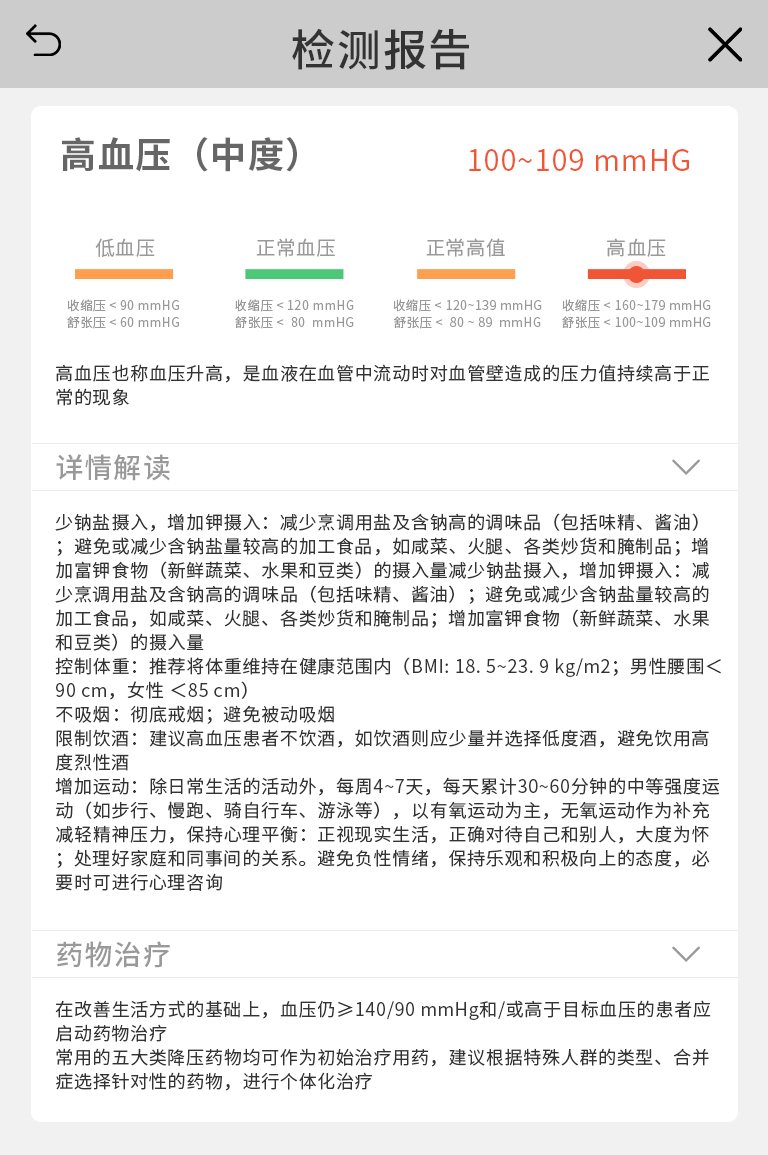 检测报告
高血压（中度）
100~109 mmHG
低血压
正常血压
正常高值
高血压
收缩压 < 90 mmHG
舒张压 < 60 mmHG
收缩压 < 120 mmHG
舒张压 < 80 mmHG
收缩压 < 120~139 mmHG
舒张压 < 80 ~ 89 mmHG
收缩压 < 160~179 mmHG
舒张压 < 100~109 mmHG
高血压也称血压升高，是血液在血管中流动时对血管壁造成的压力值持续高于正
常的现象
详情解读
少钠盐摄入，增加钾摄入：减少烹调用盐及含钠高的调味品（包括味精、酱油）
；避免或减少含钠盐量较高的加工食品，如咸菜、火腿、各类炒货和腌制品；增
加富钾食物（新鲜蔬菜、水果和豆类）的摄入量减少钠盐摄入，增加钾摄入：减
少烹调用盐及含钠高的调味品（包括味精、酱油）；避免或减少含钠盐量较高的
加工食品，如咸菜、火腿、各类炒货和腌制品；增加富钾食物（新鲜蔬菜、水果
和豆类）的摄入量
控制体重：推荐将体重维持在健康范围内（BMI: 18. 5~23. 9 kg/m2；男性腰围＜
90 cm，女性 ＜85 cm）
不吸烟：彻底戒烟；避免被动吸烟
限制饮酒：建议高血压患者不饮酒，如饮酒则应少量并选择低度酒，避免饮用高
度烈性酒
增加运动：除日常生活的活动外，每周4~7天，每天累计30~60分钟的中等强度运
动（如步行、慢跑、骑自行车、游泳等），以有氧运动为主，无氧运动作为补充
减轻精神压力，保持心理平衡：正视现实生活，正确对待自己和别人，大度为怀
；处理好家庭和同事间的关系。避免负性情绪，保持乐观和积极向上的态度，必
要时可进行心理咨询
药物治疗
在改善生活方式的基础上，血压仍≥140/90 mmHg和/或高于目标血压的患者应
启动药物治疗
常用的五大类降压药物均可作为初始治疗用药，建议根据特殊人群的类型、合并
症选择针对性的药物，进行个体化治疗